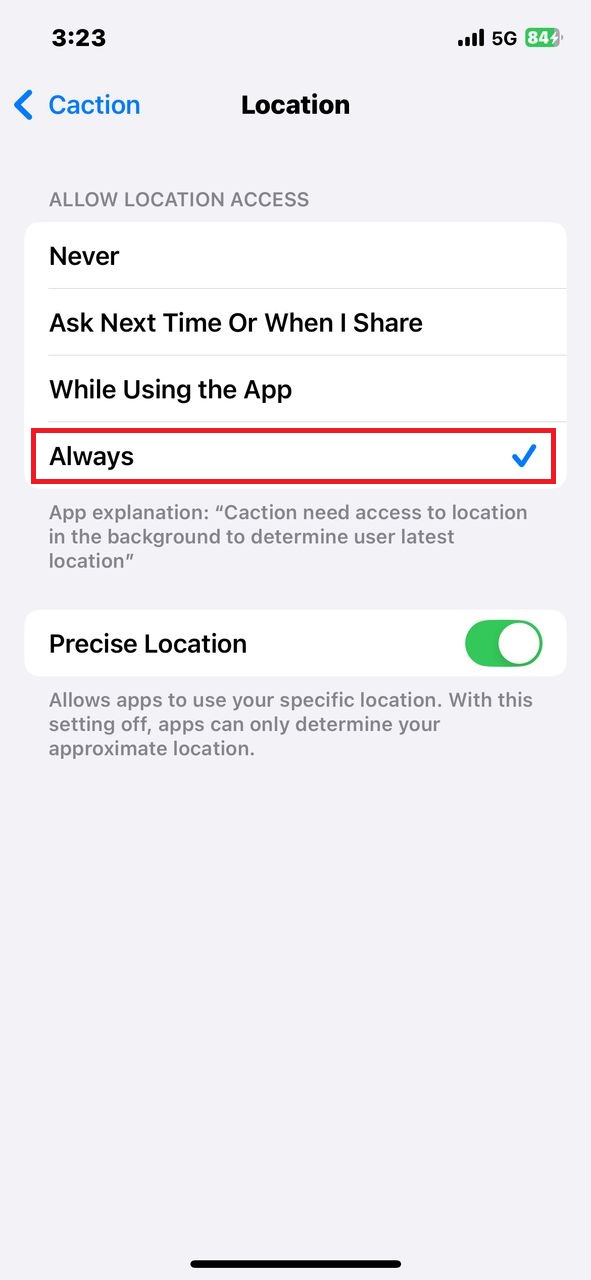 3:23 5G 84
Caction Location
ALLOW LOCATION ACCESS
Never
Ask Next Time Or When I Share
While Using the App
Always
App explanation: “Caction need access to location
in the background to determine user latest
location”
Precise Location
Allows apps to use your specific location. With this
setting off, apps can only determine your
approximate location.